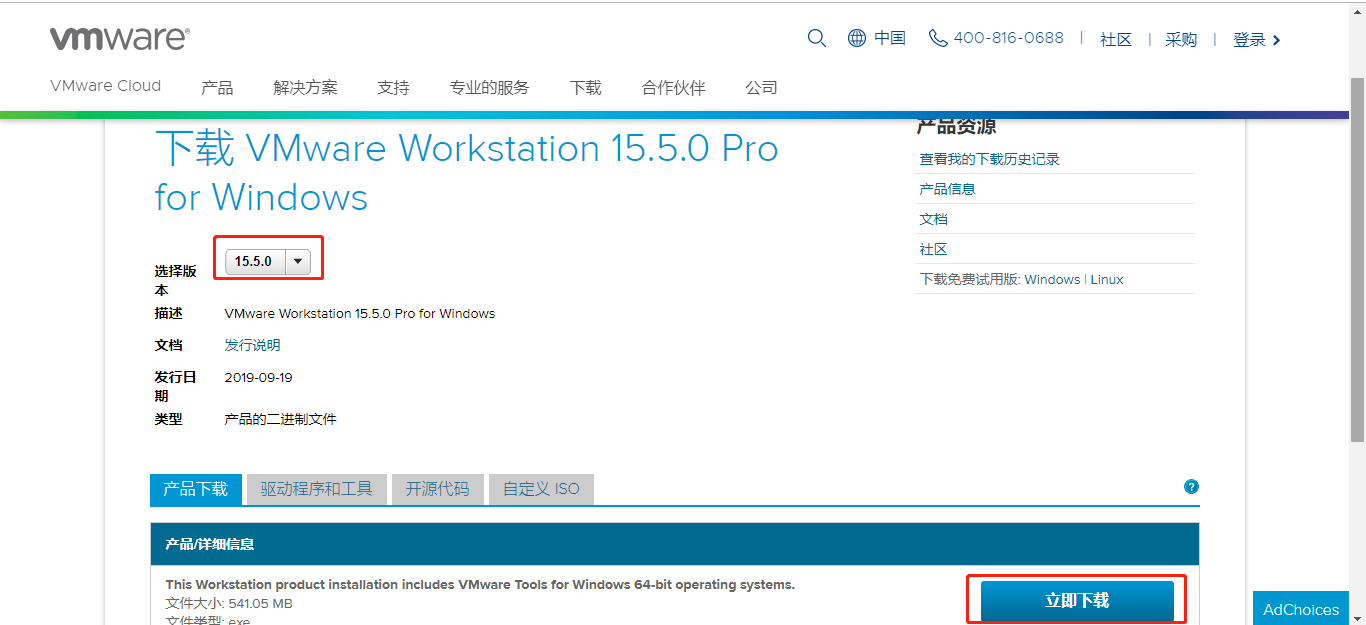 vmware®
中国
400-816-0688 | 社区 | 采购 | 登录
VMware Cloud 产品 解决方案 支持 专业的服务 下载 合作伙伴 公司
下载 VMware Workstation 15.5.0 Pro
for Windows
选择版
本
15.5.0
描述 VMware Workstation 15.5.0 Pro for Windows
文档 发行说明
发行日
期
2019-09-19
类型 产品的二进制文件
产品资源
查看我的下载历史记录
产品信息
文档
社区
下载免费试用版: Windows | Linux
产品下载 驱动程序和工具 开源代码 自定义 ISO
?
产品/详细信息
This Workstation product installation includes VMware Tools for Windows 64-bit operating systems.
文件大小: 541.05 MB
文件类型: exe
立即下载
AdChoices